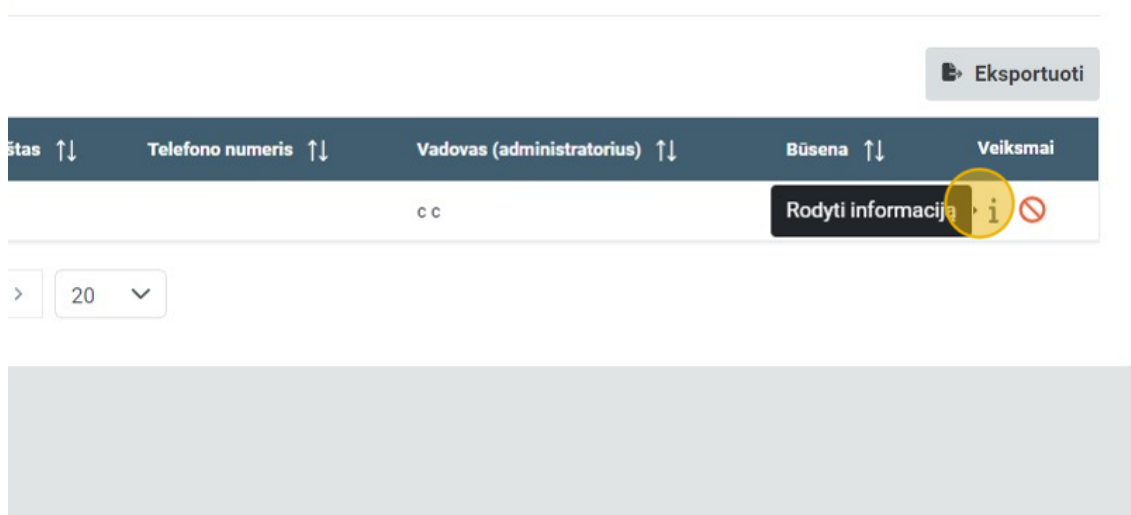 Eksportuoti
štas Telefono numeris Vadovas (administratorius) Būsena Veiksmai
c c Rodyti informaciją
20